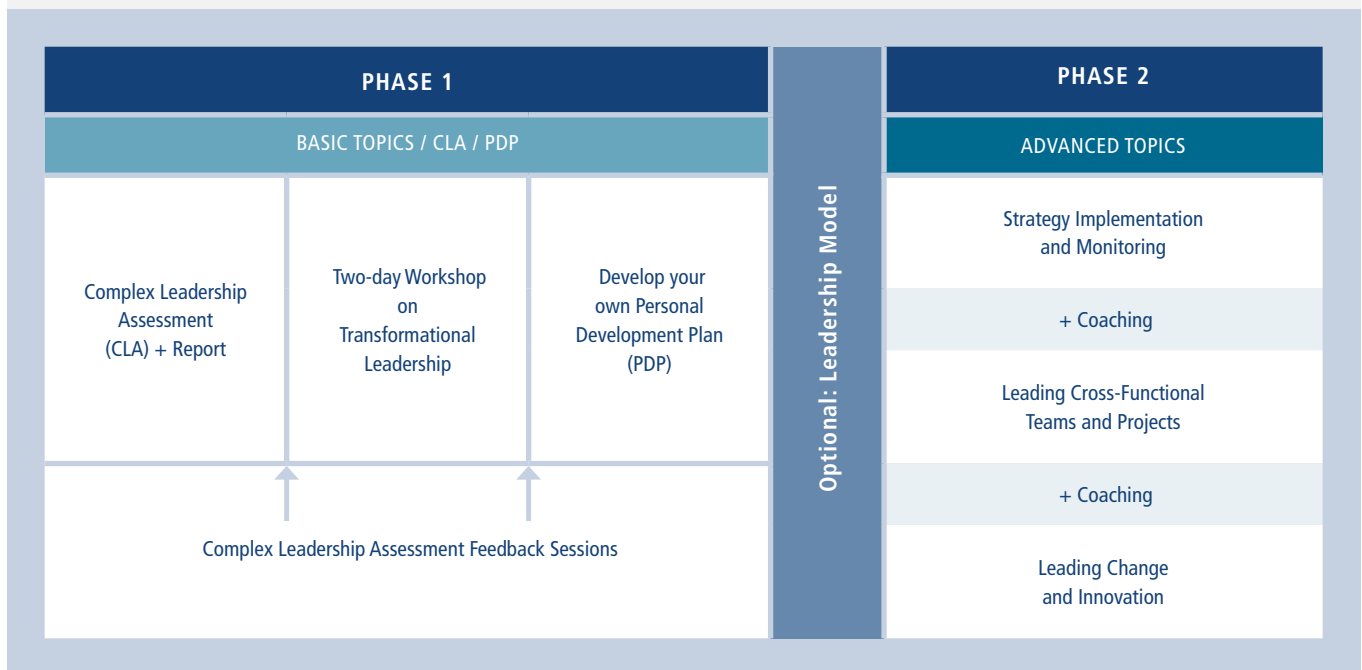 PHASE 1
BASIC TOPICS / CLA / PDP
Complex Leadership
Assessment
(CLA) + Report
Two-day Workshop
on
Transformational
Leadership
Develop your
own Personal
Development Plan
(PDP)
Complex Leadership Assessment Feedback Sessions
Optional: Leadership Model
PHASE 2
ADVANCED TOPICS
Strategy Implementation
and Monitoring
+ Coaching
Leading Cross-Functional
Teams and Projects
+ Coaching
Leading Change
and Innovation